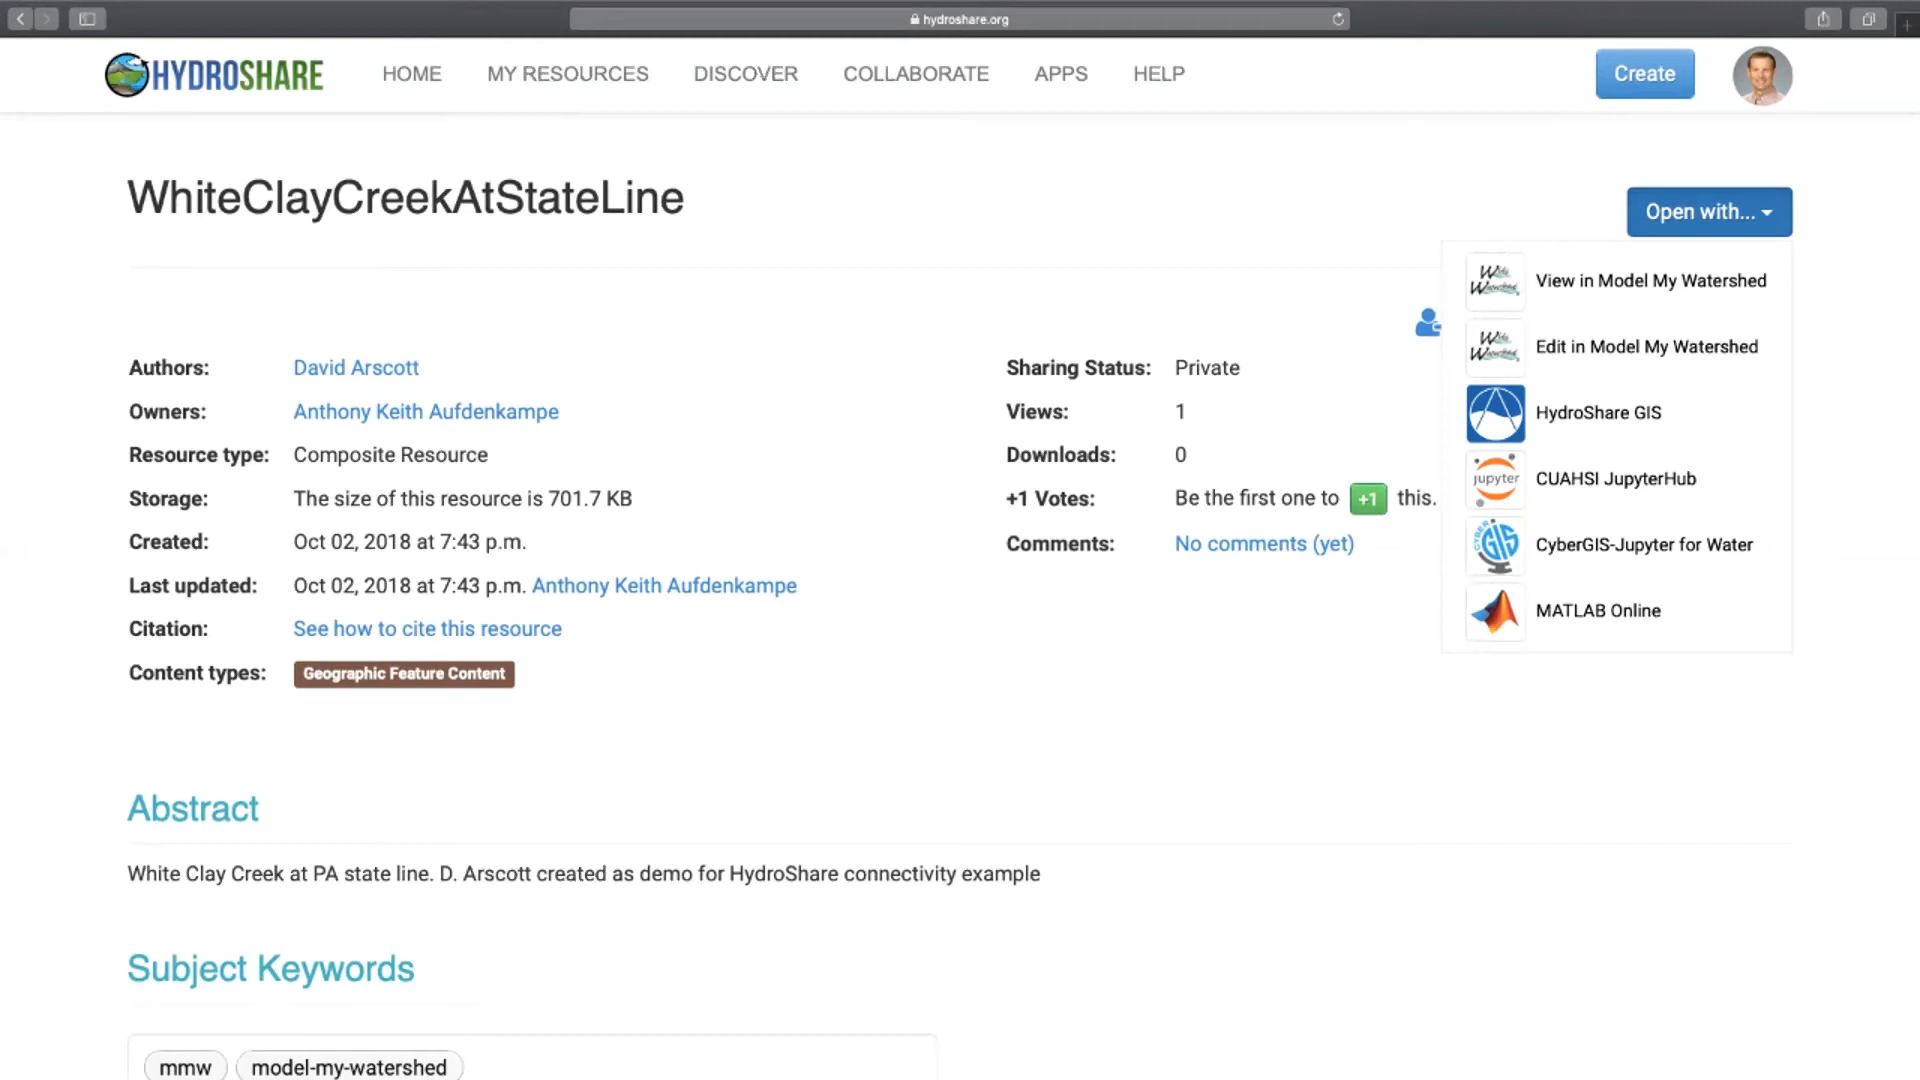 hydroshare.org
HYDROSHARE HOME MY RESOURCES DISCOVER COLLABORATE APPS HELP Create
WhiteClayCreekAtStateLine
Open with...
View in Model My Watershed
Edit in Model My Watershed
HydroShare GIS
jupyter CUAHSI JupyterHub
CYBER GIS CyberGIS-Jupyter for Water
MATLAB Online
Authors: David Arscott
Owners: Anthony Keith Aufdenkampe
Resource type: Composite Resource
Storage: The size of this resource is 701.7 KB
Created: Oct 02, 2018 at 7:43 p.m.
Last updated: Oct 02, 2018 at 7:43 p.m. Anthony Keith Aufdenkampe
Citation: See how to cite this resource
Content types: Geographic Feature Content
Sharing Status: Private
Views: 1
Downloads: 0
+1 Votes: Be the first one to +1 this.
Comments: No comments (yet)
Abstract
White Clay Creek at PA state line. D. Arscott created as demo for HydroShare connectivity example
Subject Keywords
mmw model-my-watershed